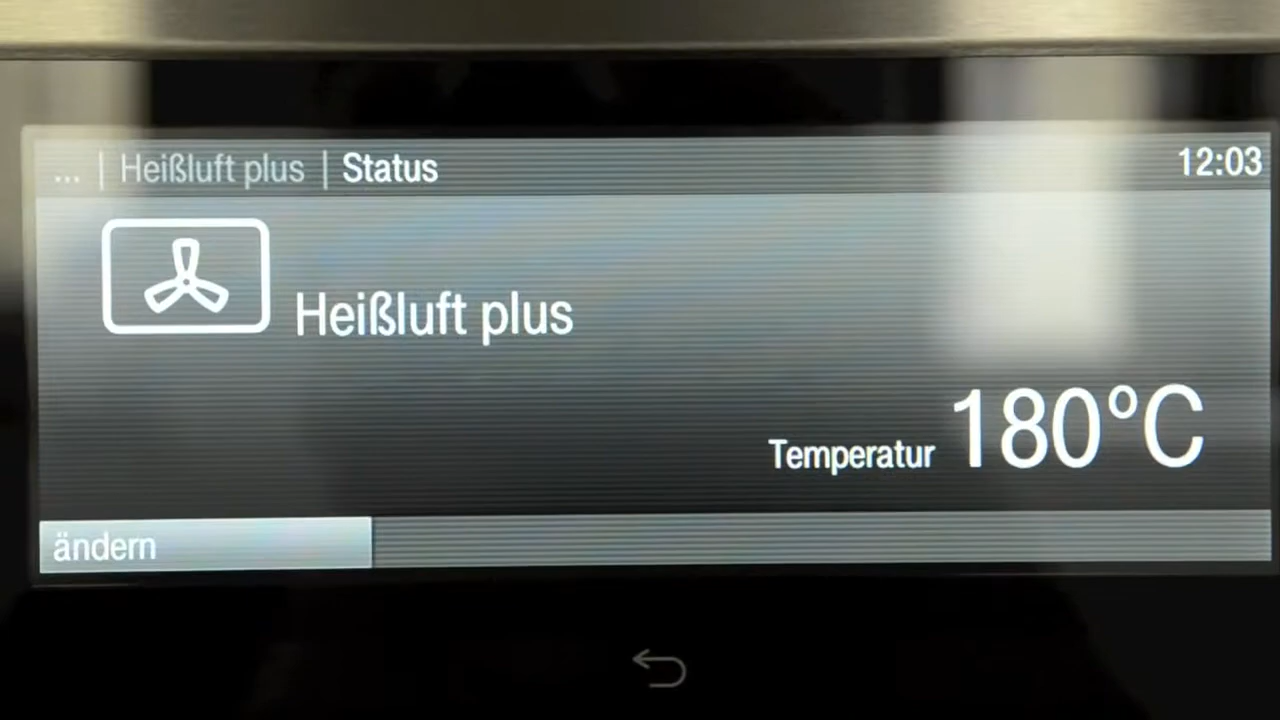 ... | Heißluft plus | Status 12:03
Heißluft plus
Temperatur 180°C
ändern